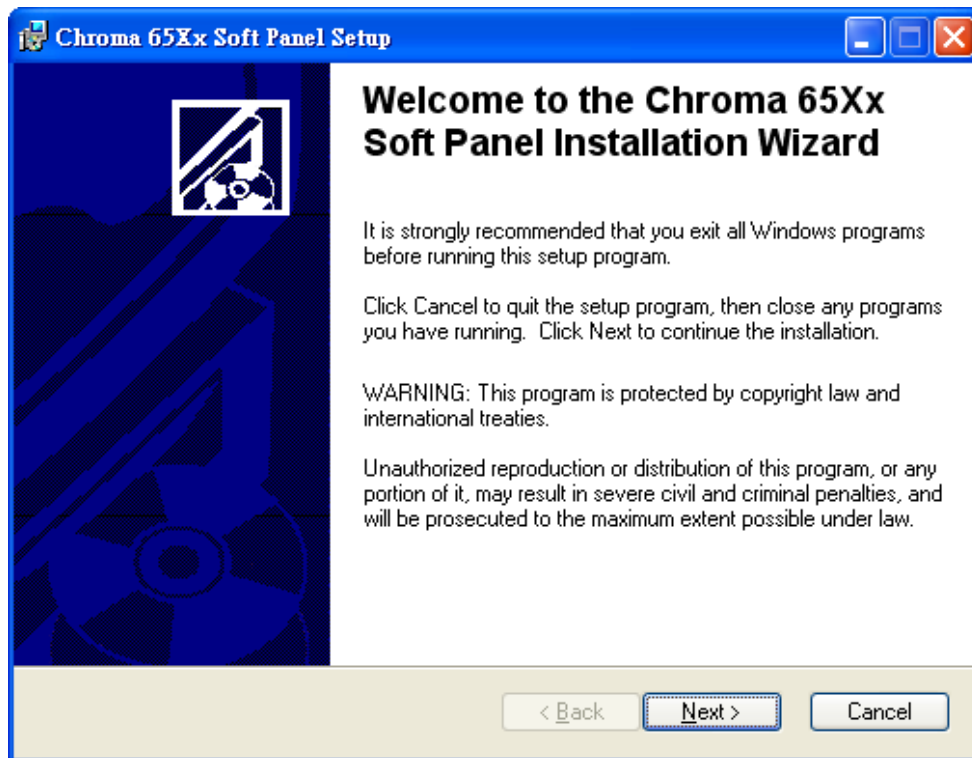 Chroma 65Xx Soft Panel Setup
Welcome to the Chroma 65Xx
Soft Panel Installation Wizard
It is strongly recommended that you exit all Windows programs
before running this setup program.
Click Cancel to quit the setup program, then close any programs
you have running.  Click Next to continue the installation.
WARNING: This program is protected by copyright law and
international treaties.
Unauthorized reproduction or distribution of this program, or any
portion of it, may result in severe civil and criminal penalties, and
will be prosecuted to the maximum extent possible under law.
< Back
Next >
Cancel